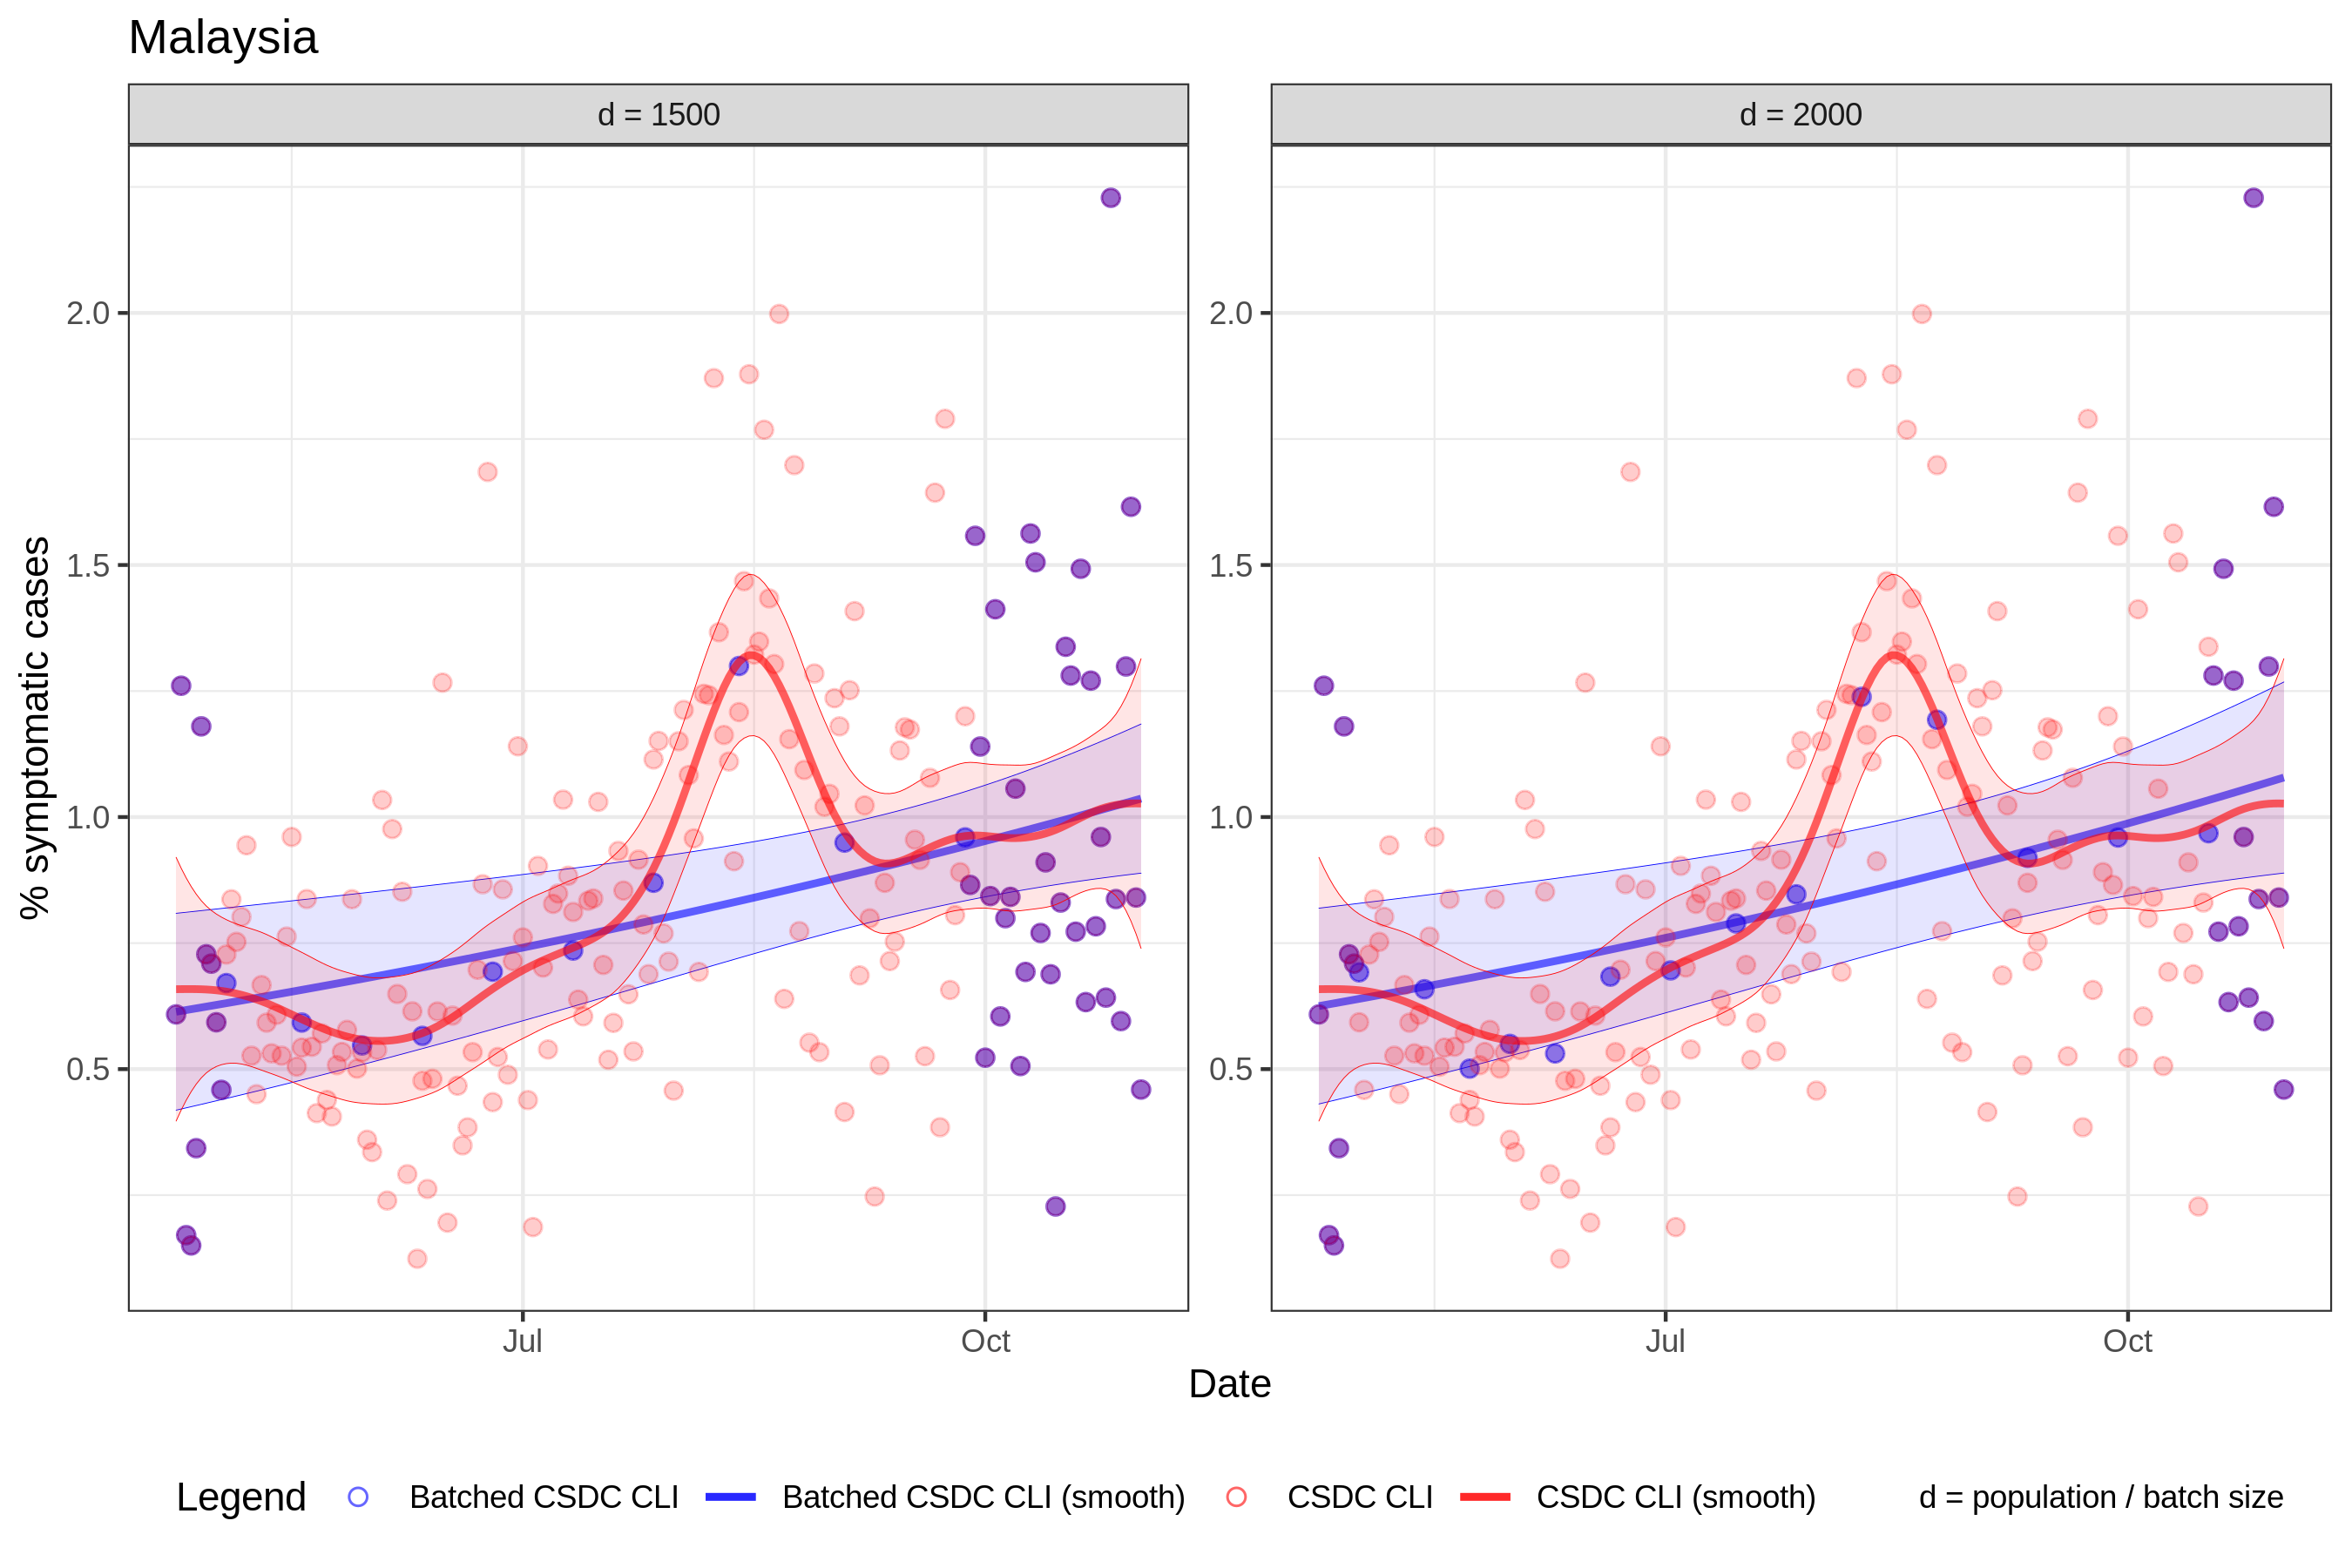 Malaysia
d = 1500
d = 2000
% symptomatic cases
2.0
1.5
1.0
0.5
2.0
1.5
1.0
0.5
Jul
Oct
Jul
Oct
Date
Legend
Batched CSDC CLI
Batched CSDC CLI (smooth)
CSDC CLI
CSDC CLI (smooth)
d = population / batch size